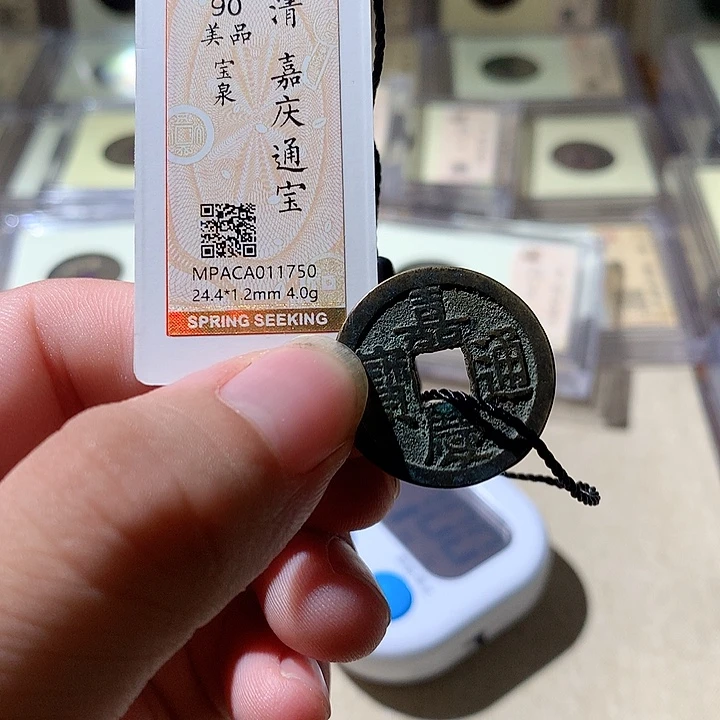 清 嘉庆通宝
90
美品
宝泉
MPACA011750
24.4*1.2mm 4.0g
SPRING SEEKING
嘉慶通寶